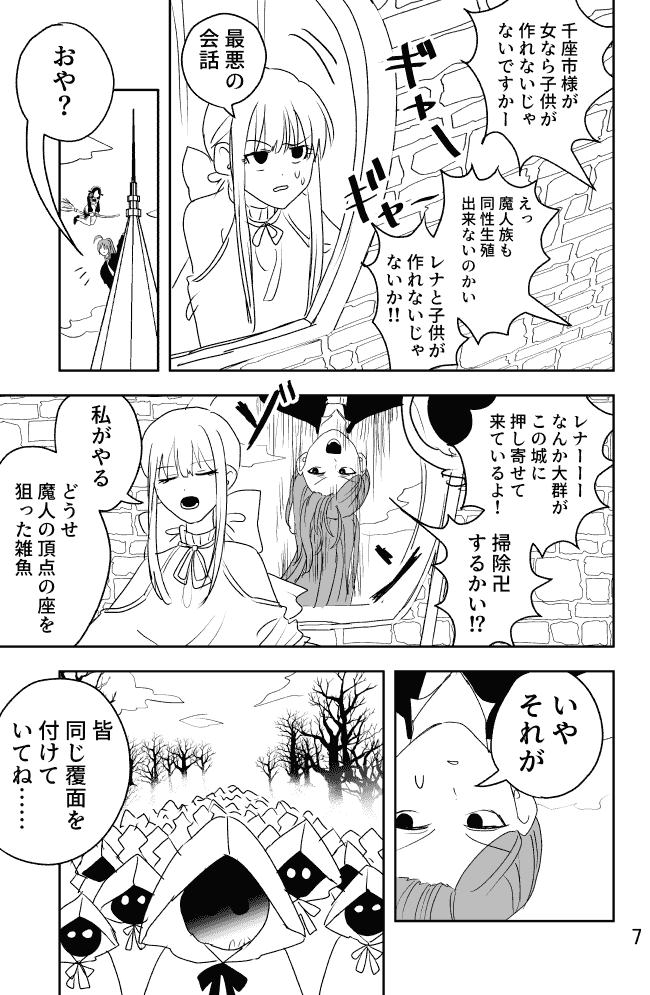 千座市様が
女なら子供が
作れないじゃ
ないですかー
ギャー
えっ
魔人族も
同性生殖
出来ないのかい
ギャー
レナと子供が
作れないじゃ
ないか!!
最悪の
会話
おや?
レナーーー
なんか大群が
この城に
押し寄せて
来ているよ!
掃除卍
するかい!?
バッ
私がやる
どうせ
魔人の頂点の座を
狙った雑魚
いや
それが
皆
同じ覆面を
付けて
いてね……
7